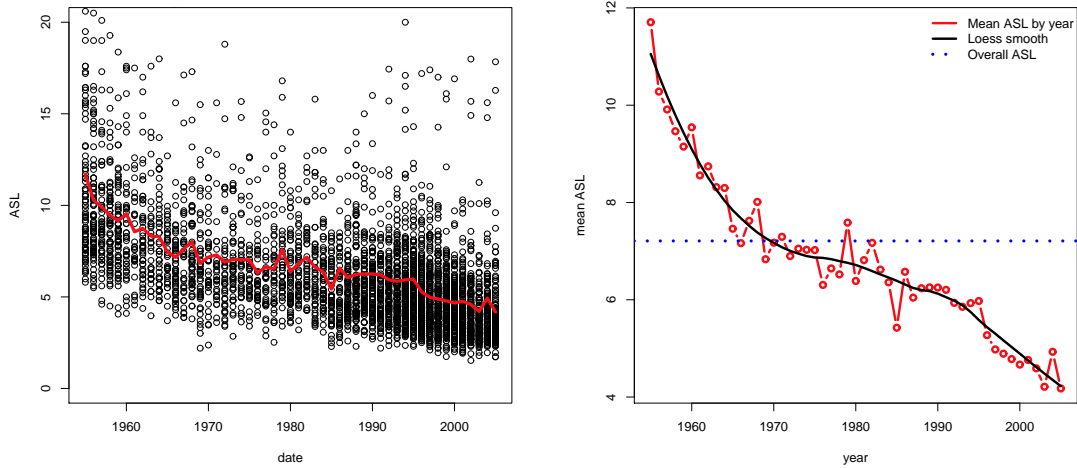 20
15
10
5
0
ASL
1960 1970 1980 1990 2000
date
12
10
8
6
4
mean ASL
Mean ASL by year
Loess smooth
Overall ASL
1960 1970 1980 1990 2000
year